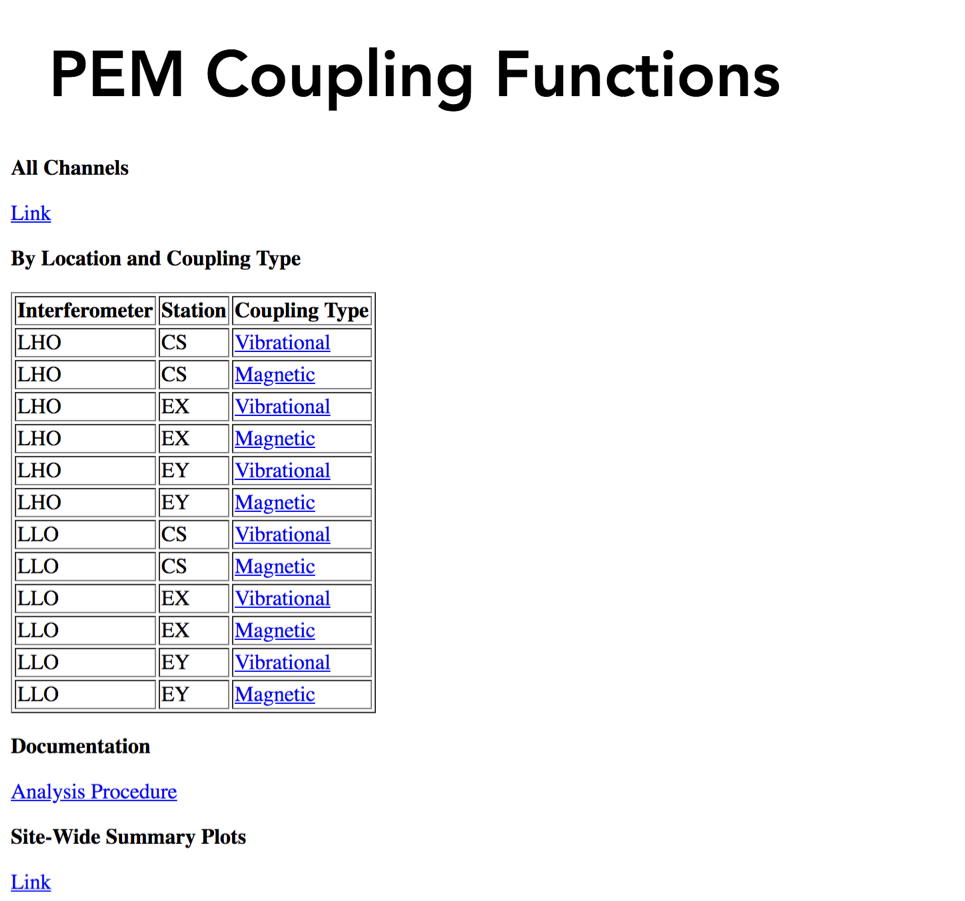 PEM Coupling Functions
All Channels
Link
By Location and Coupling Type
Interferometer Station Coupling Type
LHO CS Vibrational
LHO CS Magnetic
LHO EX Vibrational
LHO EX Magnetic
LHO EY Vibrational
LHO EY Magnetic
LLO CS Vibrational
LLO CS Magnetic
LLO EX Vibrational
LLO EX Magnetic
LLO EY Vibrational
LLO EY Magnetic
Documentation
Analysis Procedure
Site-Wide Summary Plots
Link